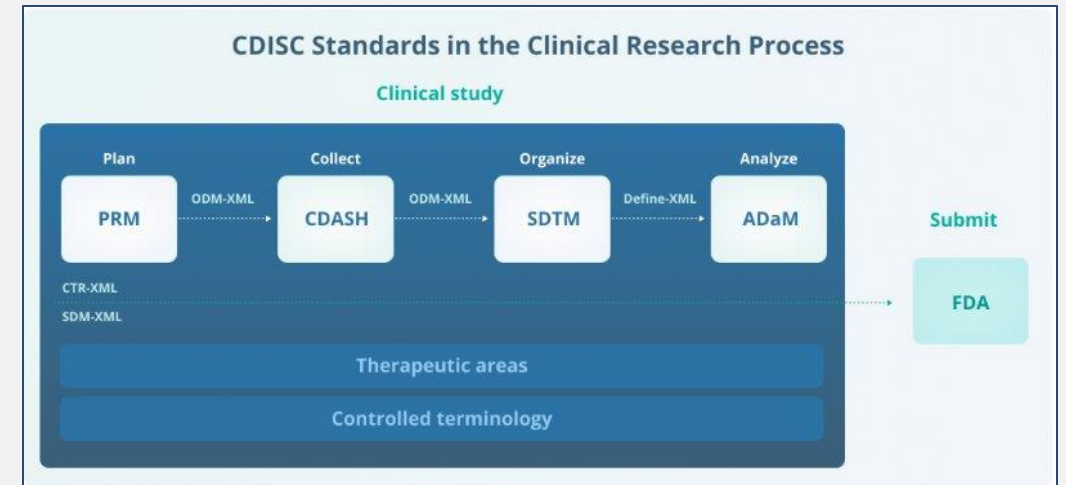 CDISC Standards in the Clinical Research Process
Clinical study
Plan
Collect
Organize
Analyze
PRM
ODM-XML
CDASH
ODM-XML
SDTM
Define-XML
ADaM
Submit
CTR-XML
SDM-XML
FDA
Therapeutic areas
Controlled terminology